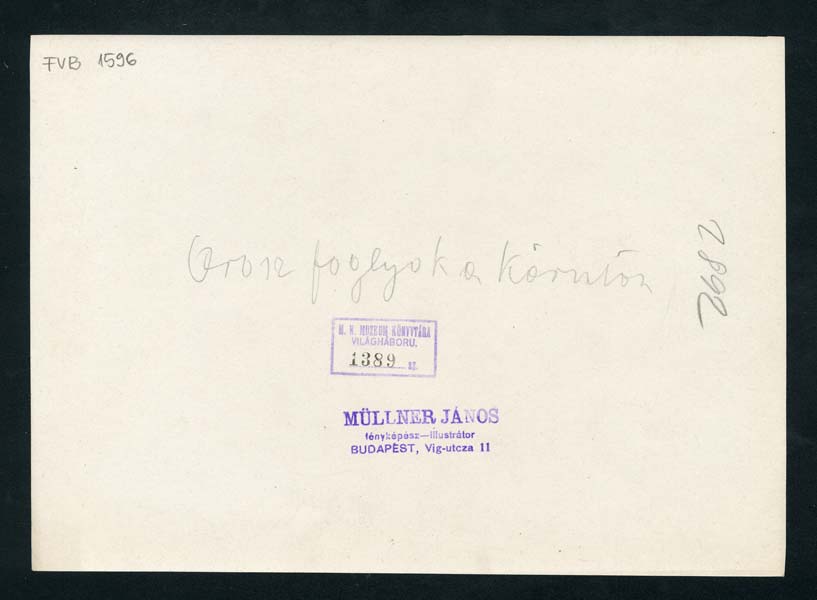 FVB 1596
Orosz foglyok a körúton
2682
M. N. MUZEUM KÖNYVTÁRA
VILÁGHÁBORU.
1389 sz.
MÜLLNER JÁNOS
fényképész—illustrátor
BUDAPEST, Vig-utcza 11